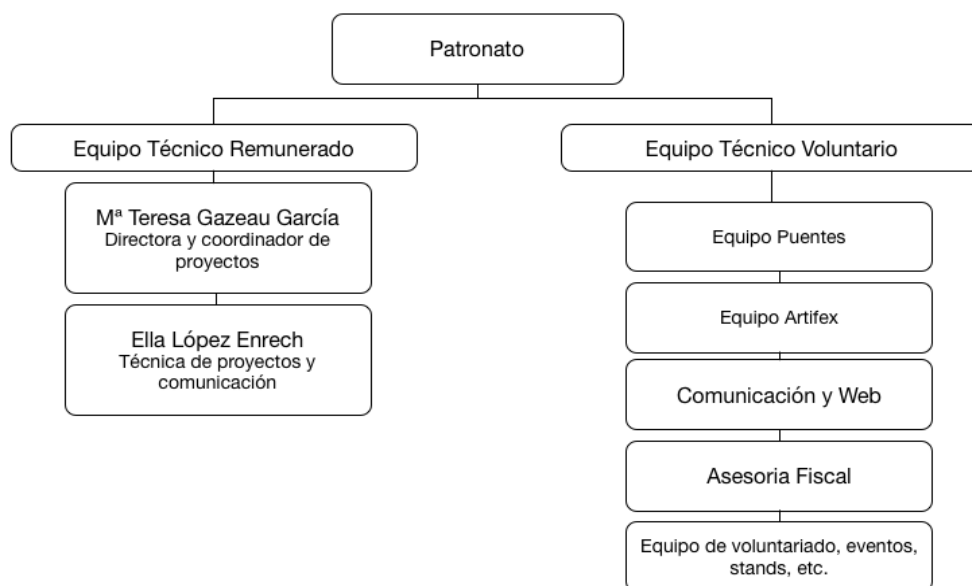 Patronato
Equipo Técnico Remunerado
Equipo Técnico Voluntario
Mª Teresa Gazeau García
Directora y coordinador de
proyectos
Ella López Enrech
Técnica de proyectos y
comunicación
Equipo Puentes
Equipo Artifex
Comunicación y Web
Asesoria Fiscal
Equipo de voluntariado, eventos,
stands, etc.